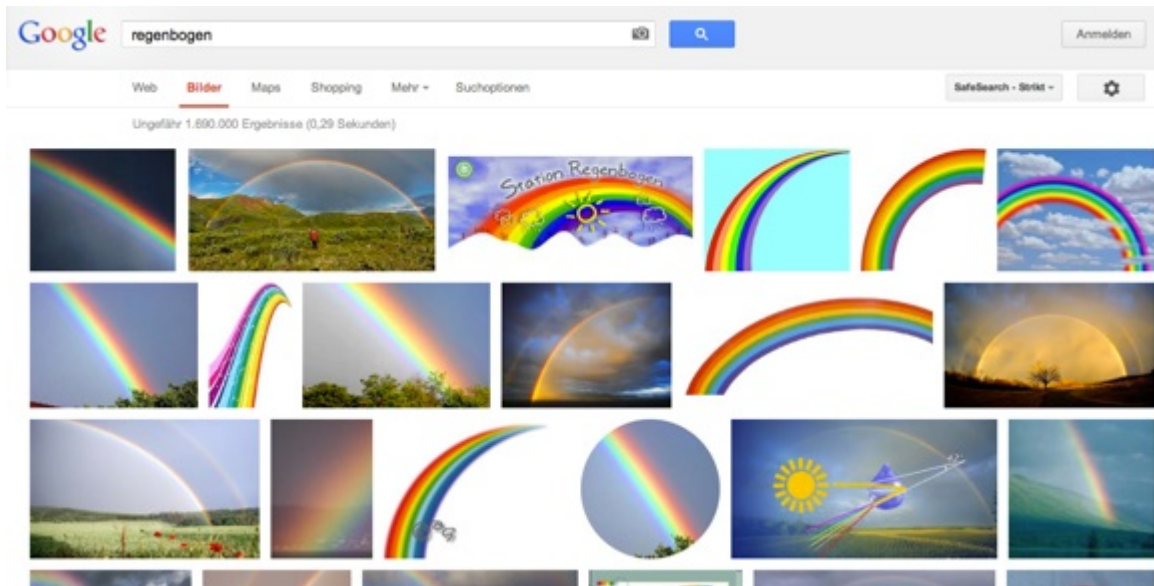 Google regenbogen Anmelden
Web Bilder Maps Shopping Mehr Suchoptionen SafeSearch - Strikt
Ungefähr 1.690.000 Ergebnisse (0,29 Sekunden)
Station Regenbogen